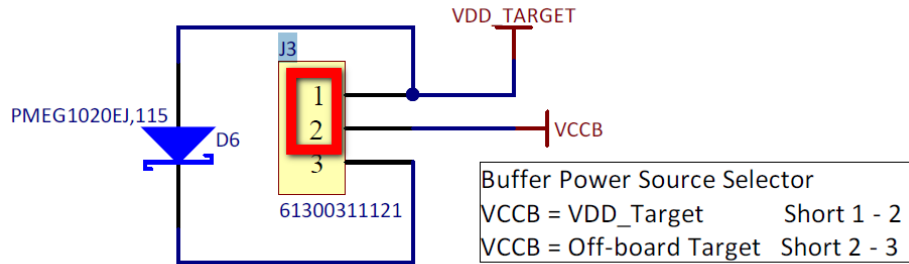 VDD_TARGET
J3
1
PMEG1020EJ,115
2
D6
VCCB
3
61300311121
Buffer Power Source Selector
VCCB = VDD_Target Short 1 - 2
VCCB = Off-board Target Short 2 - 3